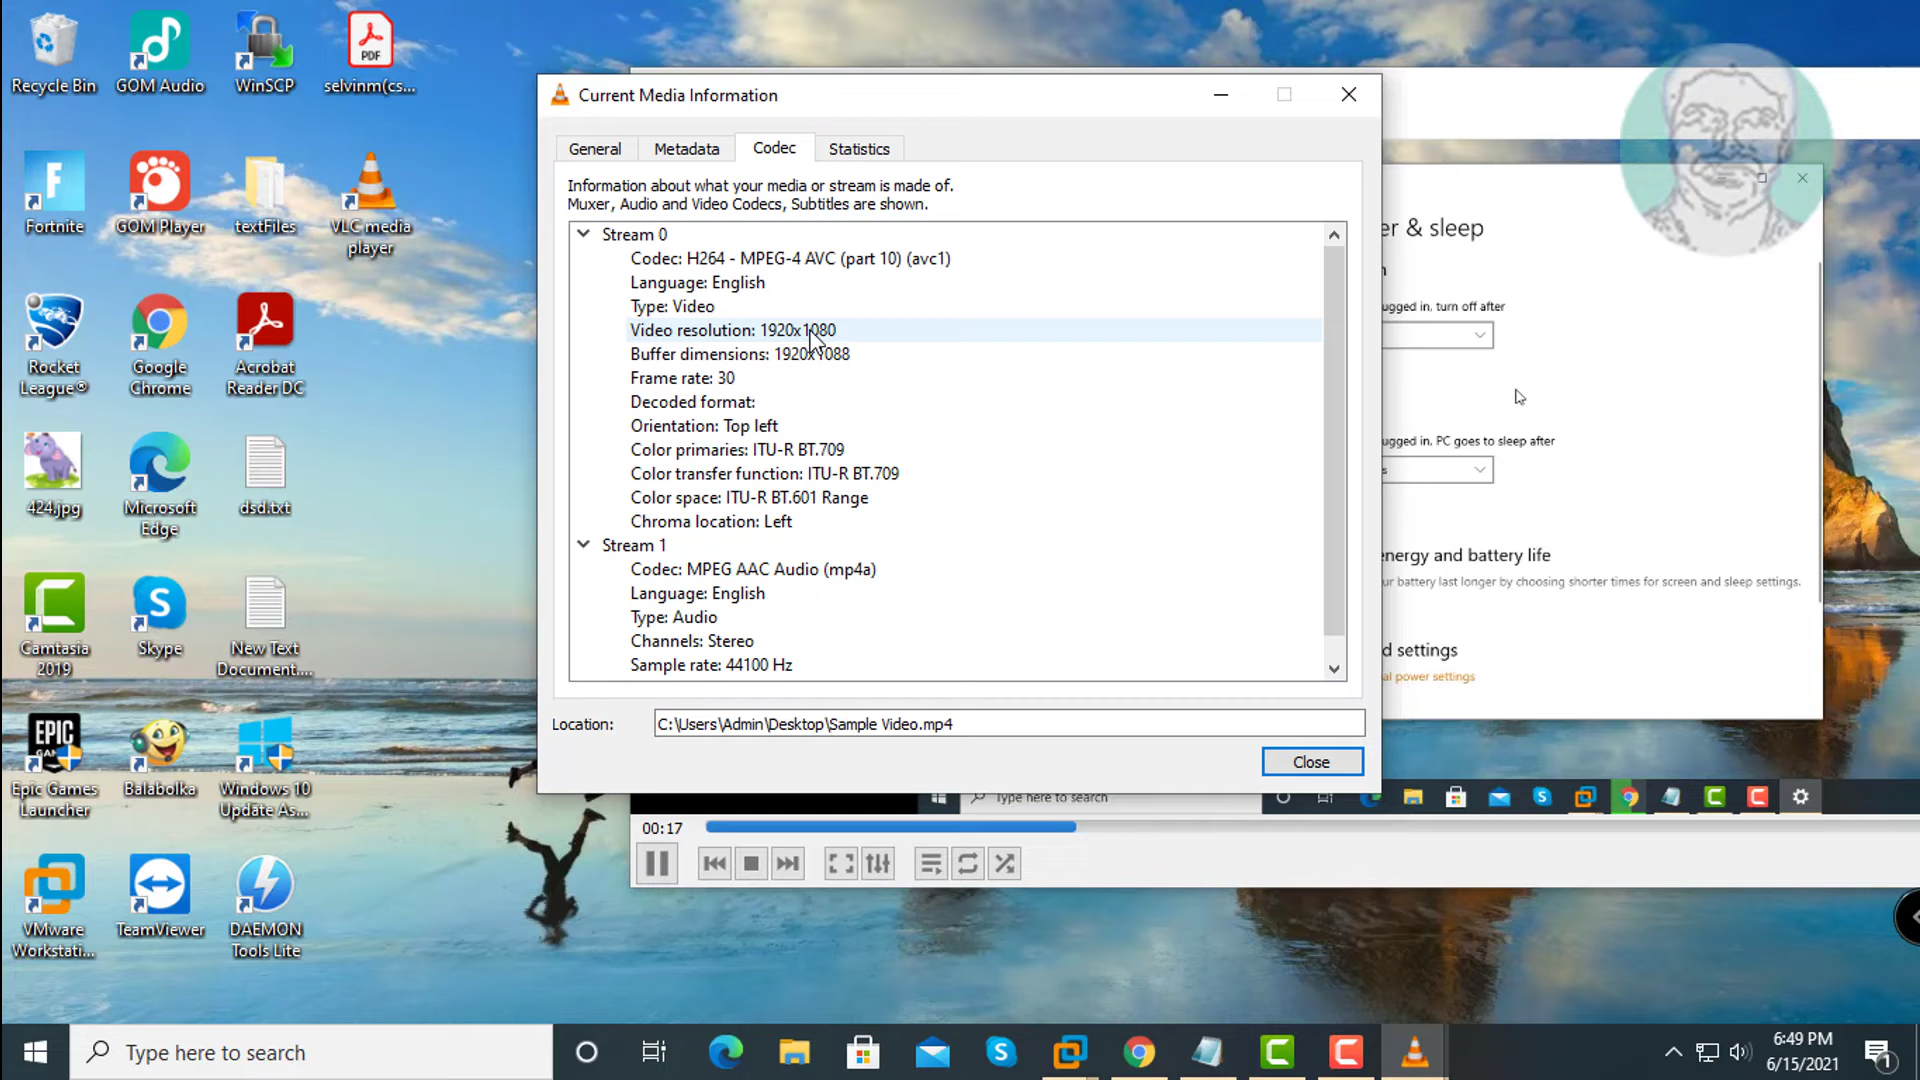 Recycle Bin
GOM Audio
WinSCP
PDF
selvinm(cs...
Fortnite
GOM Player
textFiles
VLC media
player
Rocket
League®
Google
Chrome
Acrobat
Reader DC
424.jpg
Microsoft
Edge
dsd.txt
Camtasia
2019
Skype
New Text
Document....
EPIC
Epic Games
Launcher
Balabolka
Windows 10
Update As...
VMware
Workstati...
TeamViewer
DAEMON
Tools Lite
Current Media Information
General
Metadata
Codec
Statistics
Information about what your media or stream is made of.
Muxer, Audio and Video Codecs, Subtitles are shown.
Stream 0
Codec: H264 - MPEG-4 AVC (part 10) (avc1)
Language: English
Type: Video
Video resolution: 1920x1080
Buffer dimensions: 1920x1088
Frame rate: 30
Decoded format:
Orientation: Top left
Color primaries: ITU-R BT.709
Color transfer function: ITU-R BT.709
Color space: ITU-R BT.601 Range
Chroma location: Left
Stream 1
Codec: MPEG AAC Audio (mp4a)
Language: English
Type: Audio
Channels: Stereo
Sample rate: 44100 Hz
Location:
C:\Users\Admin\Desktop\Sample Video.mp4
Close
er & sleep
n
ugged in, turn off after
ugged in, PC goes to sleep after
s
energy and battery life
ur battery last longer by choosing shorter times for screen and sleep settings.
d settings
al power settings
Type here to search
00:17
Type here to search
6:49 PM
6/15/2021
1